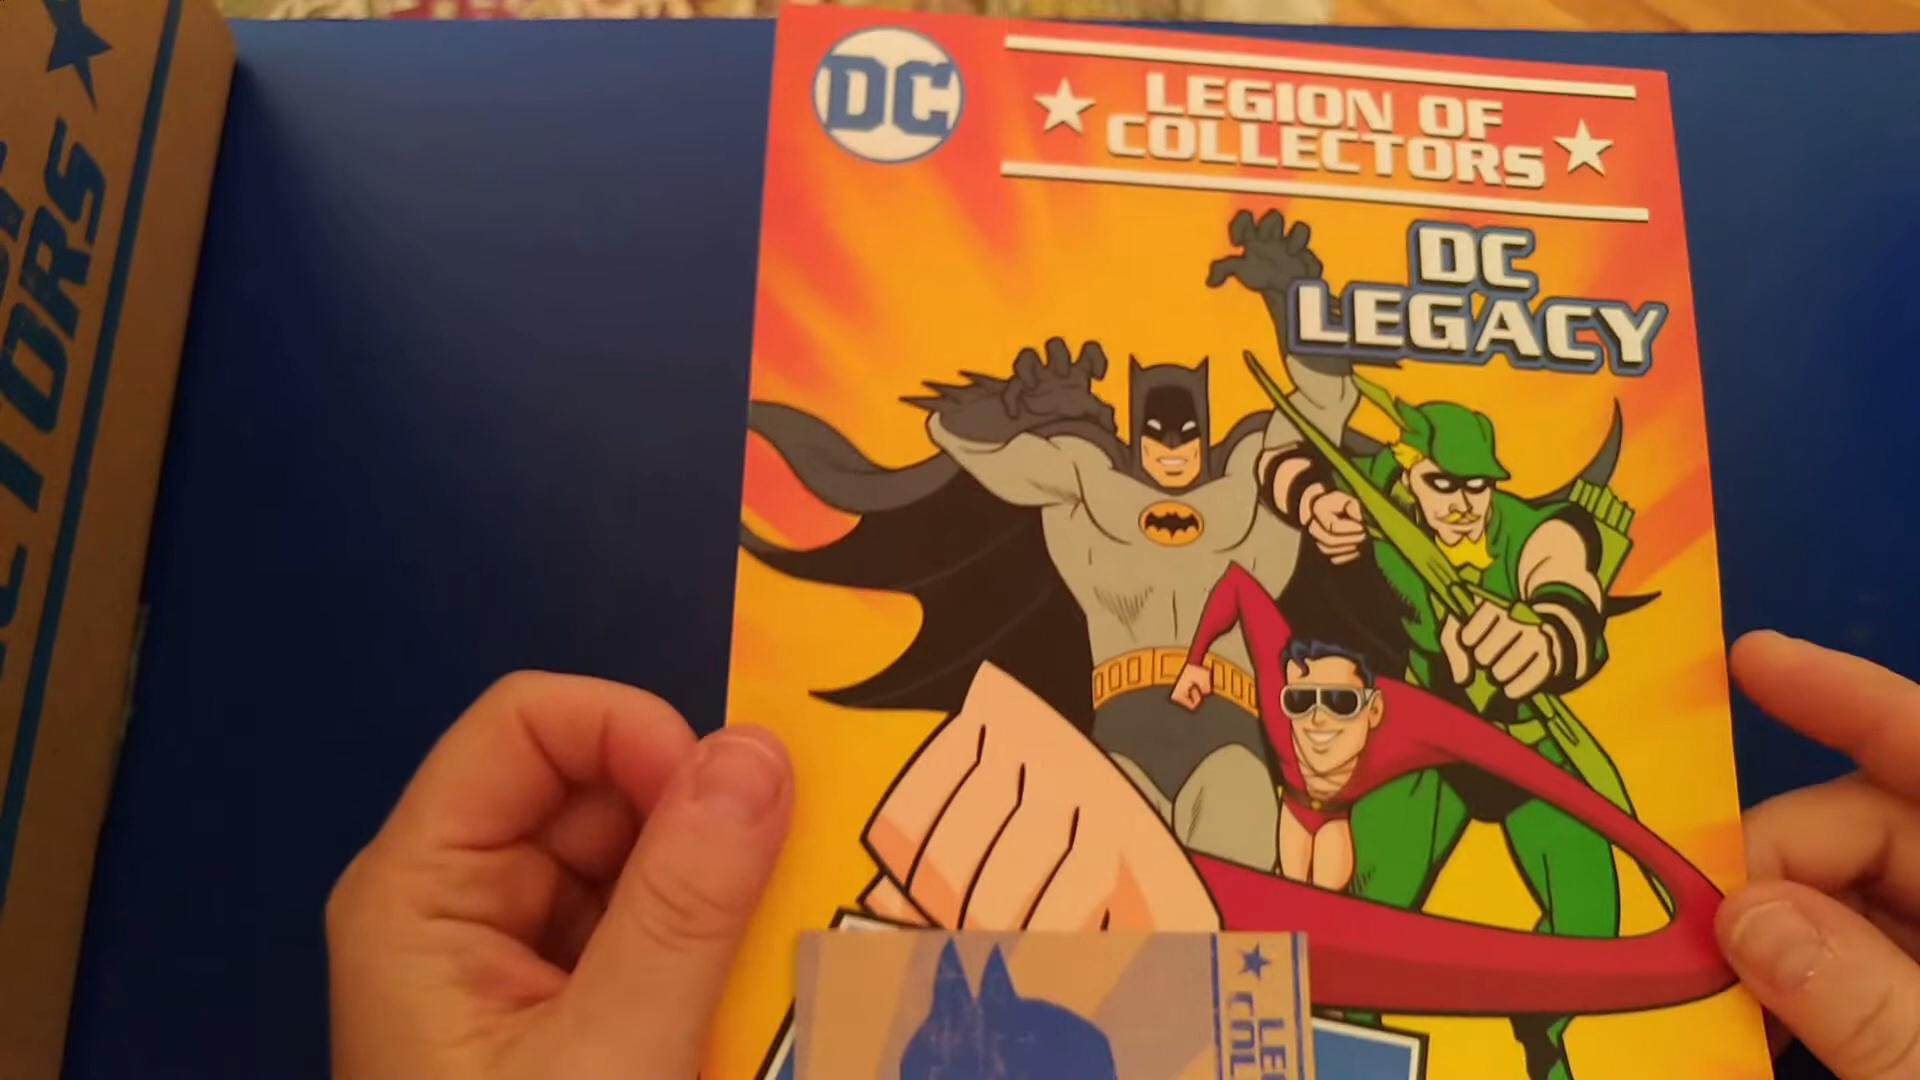 DC
LEGION OF
COLLECTORS
DC
LEGACY
TORS